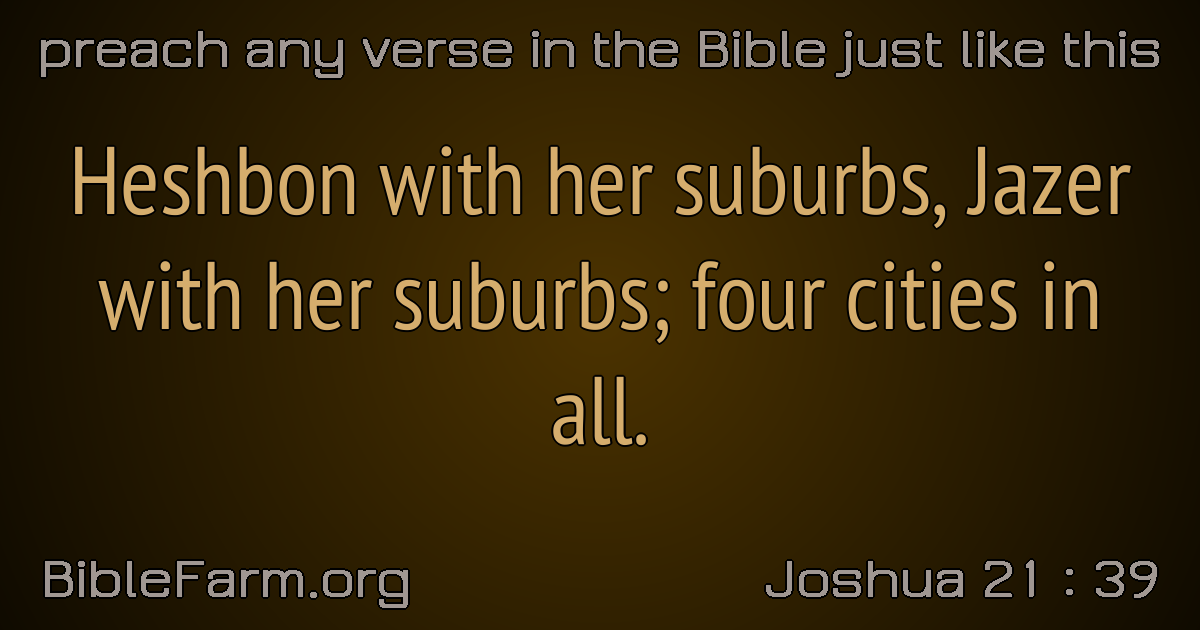 preach any verse in the Bible just like this
Heshbon with her suburbs, Jazer
with her suburbs; four cities in
all.
BibleFarm.org
Joshua 21 : 39